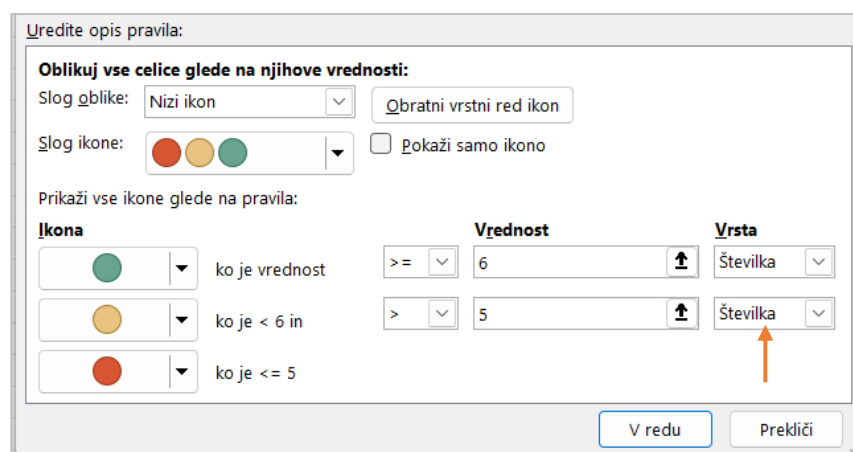 Uredite opis pravila:
Oblikuj vse celice glede na njihove vrednosti:
Slog oblike: Nizi ikon Obratni vrstni red ikon
Slog ikone: Pokaži samo ikono
Prikaži vse ikone glede na pravila:
Ikona Vrednost Vrsta
ko je vrednost >= 6 Številka
ko je < 6 in > 5 Številka
ko je <= 5
V redu Prekliči